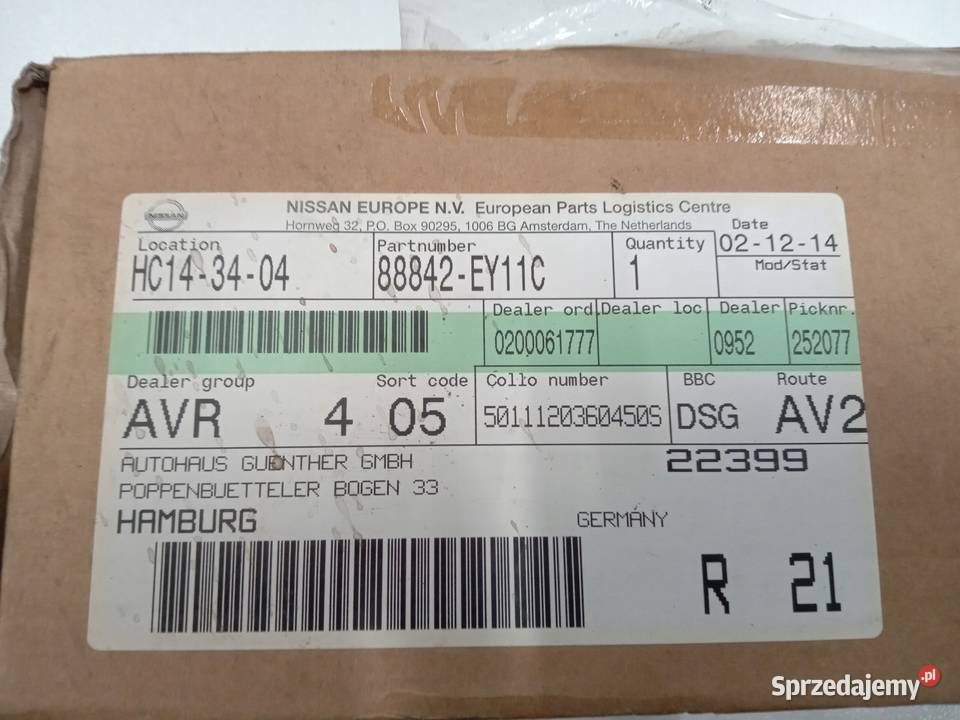 NISSAN
NISSAN EUROPE N.V. European Parts Logistics Centre
Hornweg 32, P.O. Box 90295, 1006 BG Amsterdam, The Netherlands
Date
02-12-14
Location
HC14-34-04
Partnumber
88842-EY11C
Quantity
1
Mod/Stat
Dealer ord
0200061777
Dealer loc
Dealer
0952
Picknr.
252077
Dealer group
AVR
Sort code
4 05
Collo number
50111203604505
BBC
DSG
Route
AV2
AUTOHAUS GUENTHER GMBH
22399
POPPENBUETTELER BOGEN 33
HAMBURG
GERMANY
R 21
Sprzedajemy.pl